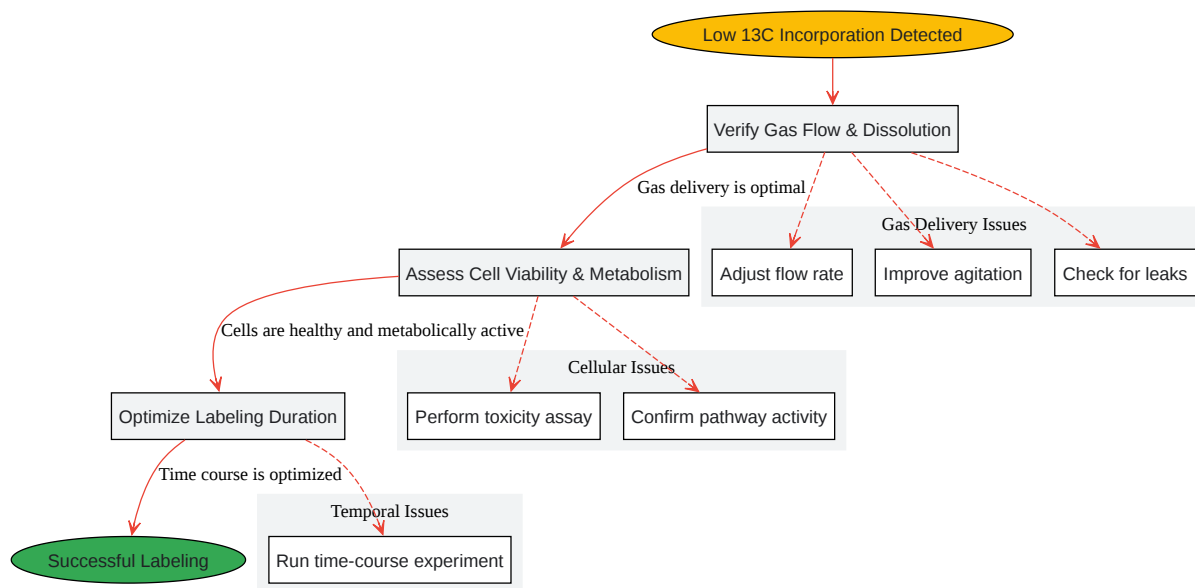 Low 13C Incorporation Detected
Verify Gas Flow & Dissolution
Gas delivery is optimal
Gas Delivery Issues
Assess Cell Viability & Metabolism
Adjust flow rate
Improve agitation
Check for leaks
Cells are healthy and metabolically active
Cellular Issues
Optimize Labeling Duration
Perform toxicity assay
Confirm pathway activity
Time course is optimized
Temporal Issues
Successful Labeling
Run time-course experiment